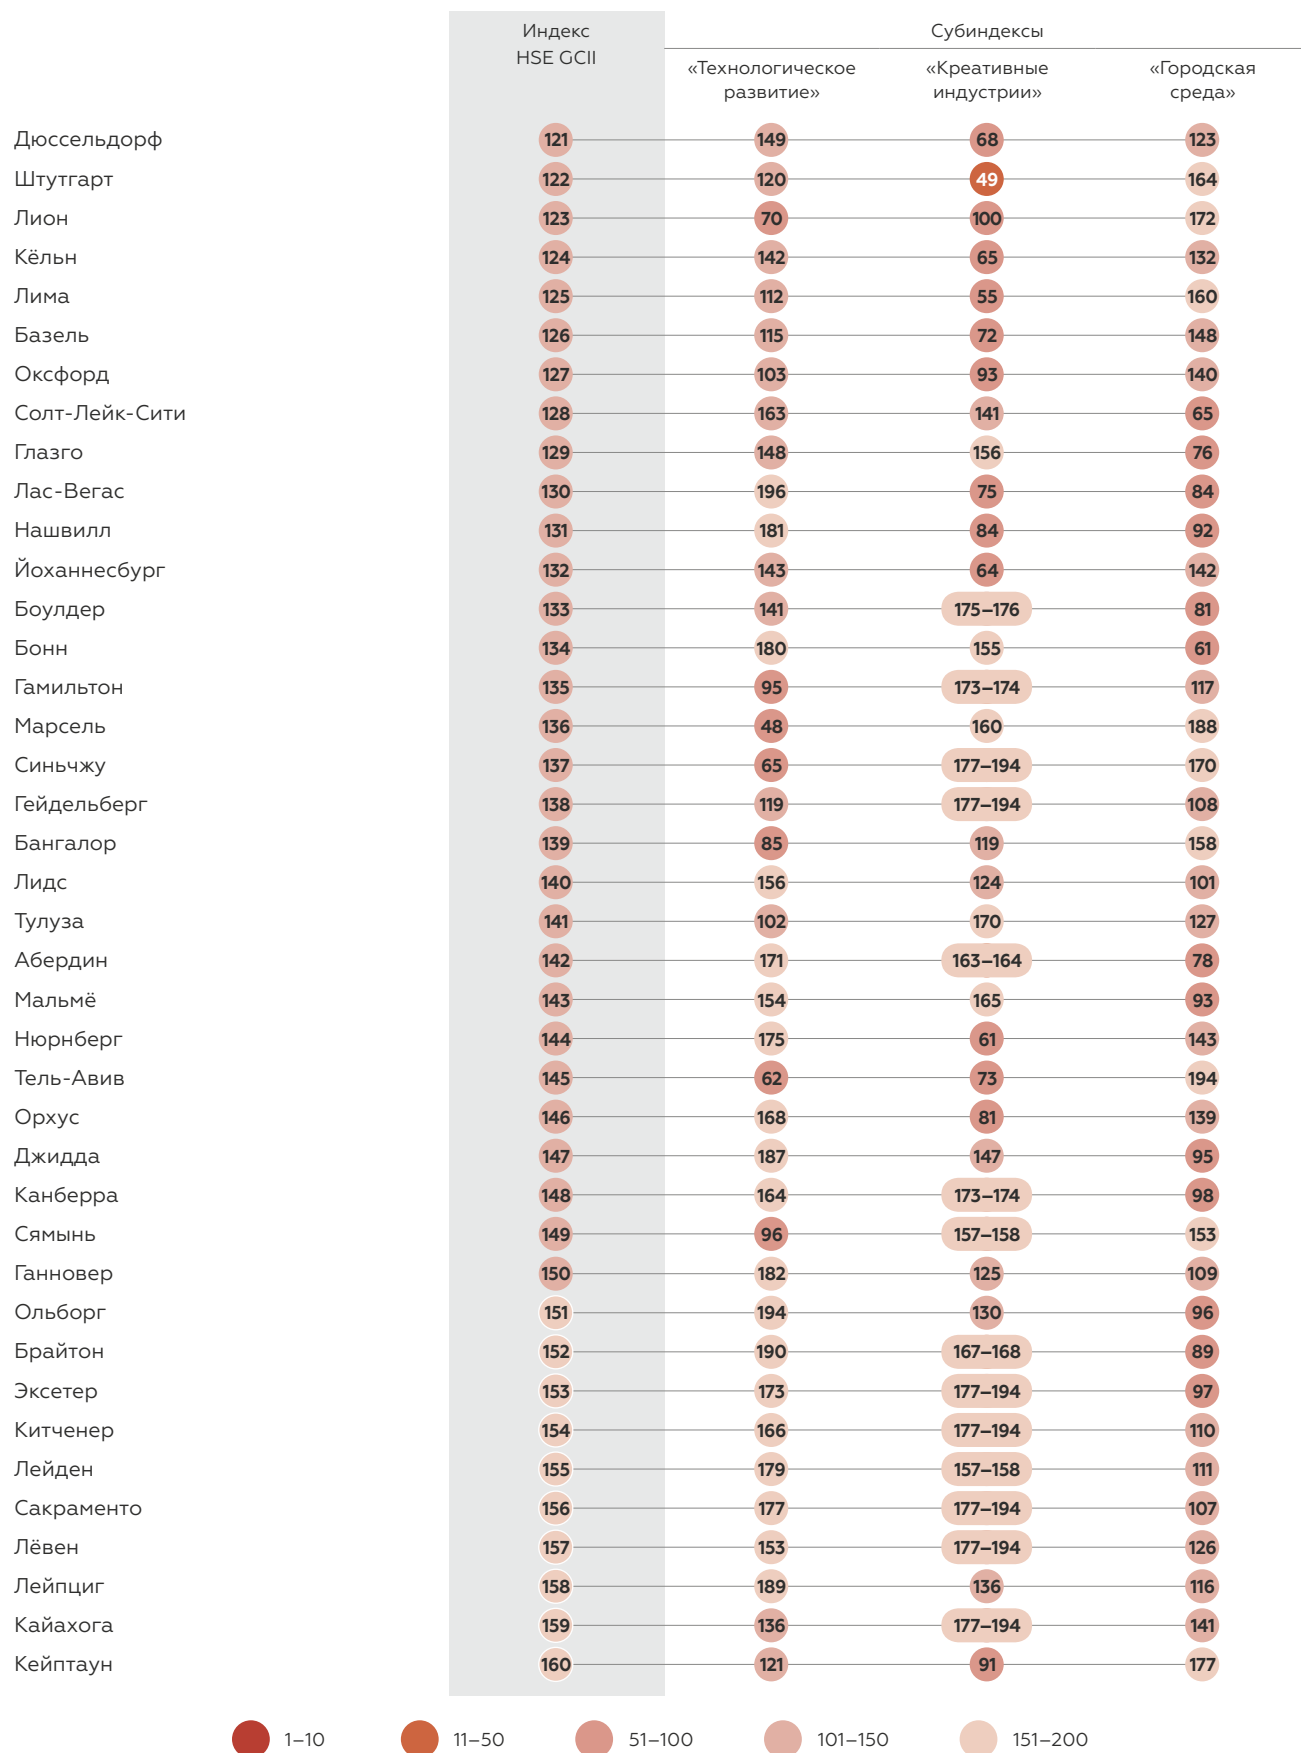 Индекс
HSE GCII
Субиндексы
«Технологическое
развитие»
«Креативные
индустрии»
«Городская
среда»
Дюссельдорф 121 149 68 123
Штутгарт 122 120 49 164
Лион 123 70 100 172
Кёльн 124 142 65 132
Лима 125 112 55 160
Базель 126 115 72 148
Оксфорд 127 103 93 140
Солт-Лейк-Сити 128 163 141 65
Глазго 129 148 156 76
Лас-Вегас 130 196 75 84
Нашвилл 131 181 84 92
Йоханнесбург 132 143 64 142
Боулдер 133 141 175–176 81
Бонн 134 180 155 61
Гамильтон 135 95 173–174 117
Марсель 136 48 160 188
Синьчжу 137 65 177–194 170
Гейдельберг 138 119 177–194 108
Бангалор 139 85 119 158
Лидс 140 156 124 101
Тулуза 141 102 170 127
Абердин 142 171 163–164 78
Мальмё 143 154 165 93
Нюрнберг 144 175 61 143
Тель-Авив 145 62 73 194
Орхус 146 168 81 139
Джидда 147 187 147 95
Канберра 148 164 173–174 98
Сямынь 149 96 157–158 153
Ганновер 150 182 125 109
Ольборг 151 194 130 96
Брайтон 152 190 167–168 89
Эксетер 153 173 177–194 97
Китченер 154 166 177–194 110
Лейден 155 179 157–158 111
Сакраменто 156 177 177–194 107
Лёвен 157 153 177–194 126
Лейпциг 158 189 136 116
Кайахога 159 136 177–194 141
Кейптаун 160 121 91 177
1–10 11–50 51–100 101–150 151–200